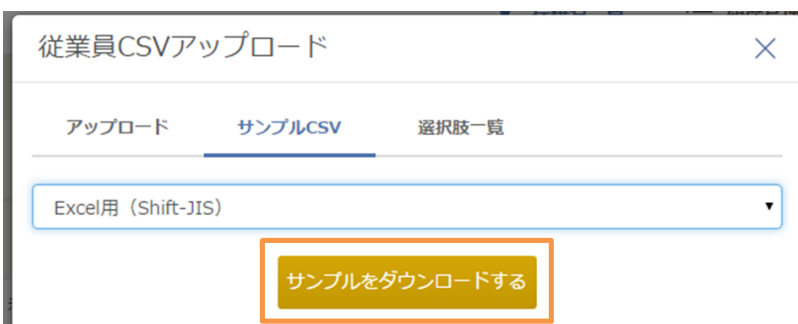 従業員CSVアップロード
アップロード サンプルCSV 選択肢一覧
Excel用（Shift-JIS）
サンプルをダウンロードする